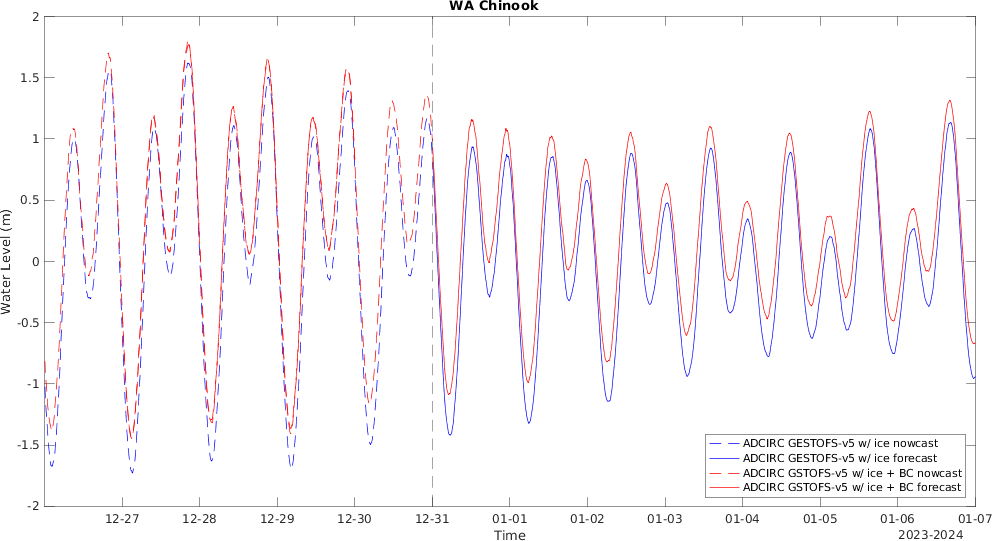 WA Chinook
2
1.5
1
0.5
0
-0.5
-1
-1.5
-2
Water Level (m)
ADCIRC GESTOFS-v5 w/ ice nowcast
ADCIRC GESTOFS-v5 w/ ice forecast
ADCIRC GSTOFS-v5 w/ ice + BC nowcast
ADCIRC GSTOFS-v5 w/ ice + BC forecast
12-27 12-28 12-29 12-30 12-31 01-01 01-02 01-03 01-04 01-05 01-06 01-07
Time
2023-2024